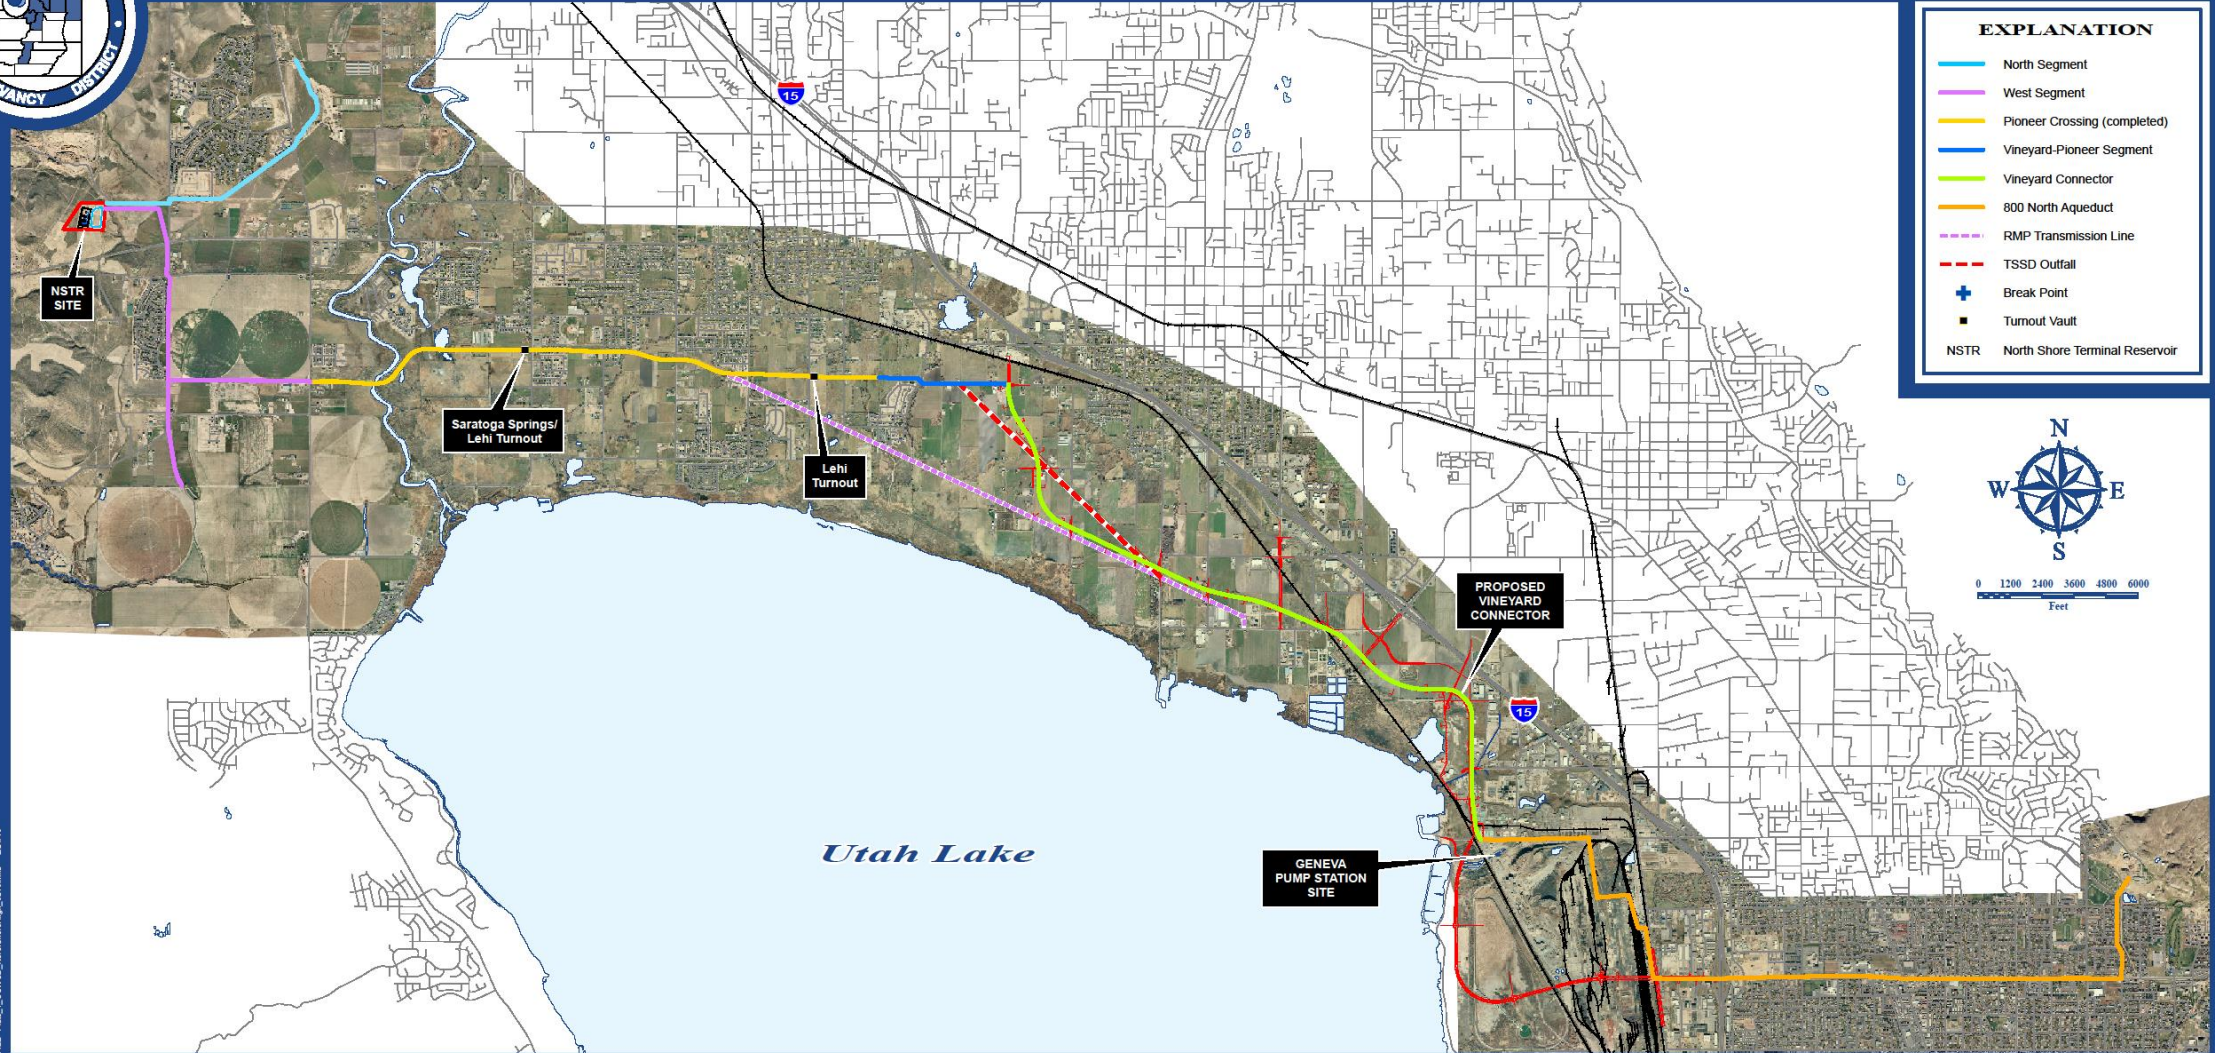 VANCY DISTRICT
15
EXPLANATION
North Segment
West Segment
Pioneer Crossing (completed)
Vineyard-Pioneer Segment
Vineyard Connector
800 North Aqueduct
RMP Transmission Line
TSSD Outfall
Break Point
Turnout Vault
NSTR North Shore Terminal Reservoir
NSTR
SITE
Saratoga Springs/
Lehi Turnout
Lehi
Turnout
N
W E
S
0 1200 2400 3600 4800 6000
Feet
PROPOSED
VINEYARD
CONNECTOR
15
Utah Lake
GENEVA
PUMP STATION
SITE